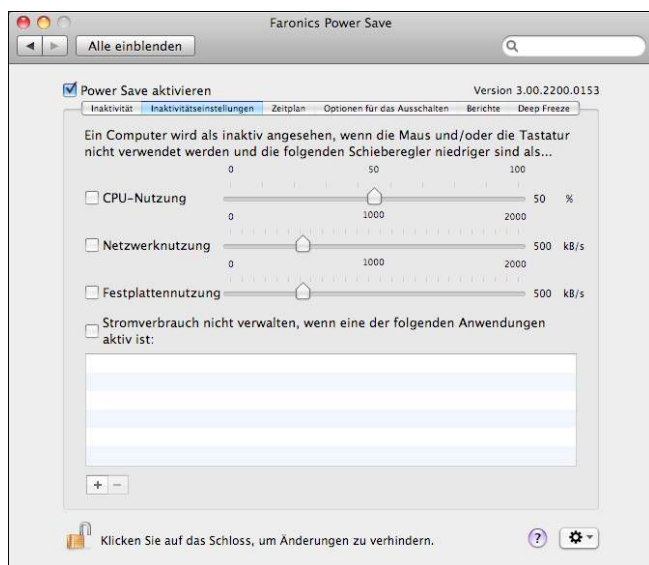 Faronics Power Save
Alle einblenden
Power Save aktivieren
Version 3.00.2200.0153
Inaktivität Inaktivitätseinstellungen Zeitplan Optionen für das Ausschalten Berichte Deep Freeze
Ein Computer wird als inaktiv angesehen, wenn die Maus und/oder die Tastatur
nicht verwendet werden und die folgenden Schieberegler niedriger sind als...
0 50 100
CPU-Nutzung 50 %
0 1000 2000
Netzwerknutzung 500 kB/s
0 1000 2000
Festplattennutzung 500 kB/s
Stromverbrauch nicht verwalten, wenn eine der folgenden Anwendungen
aktiv ist:
+ −
Klicken Sie auf das Schloss, um Änderungen zu verhindern.
?